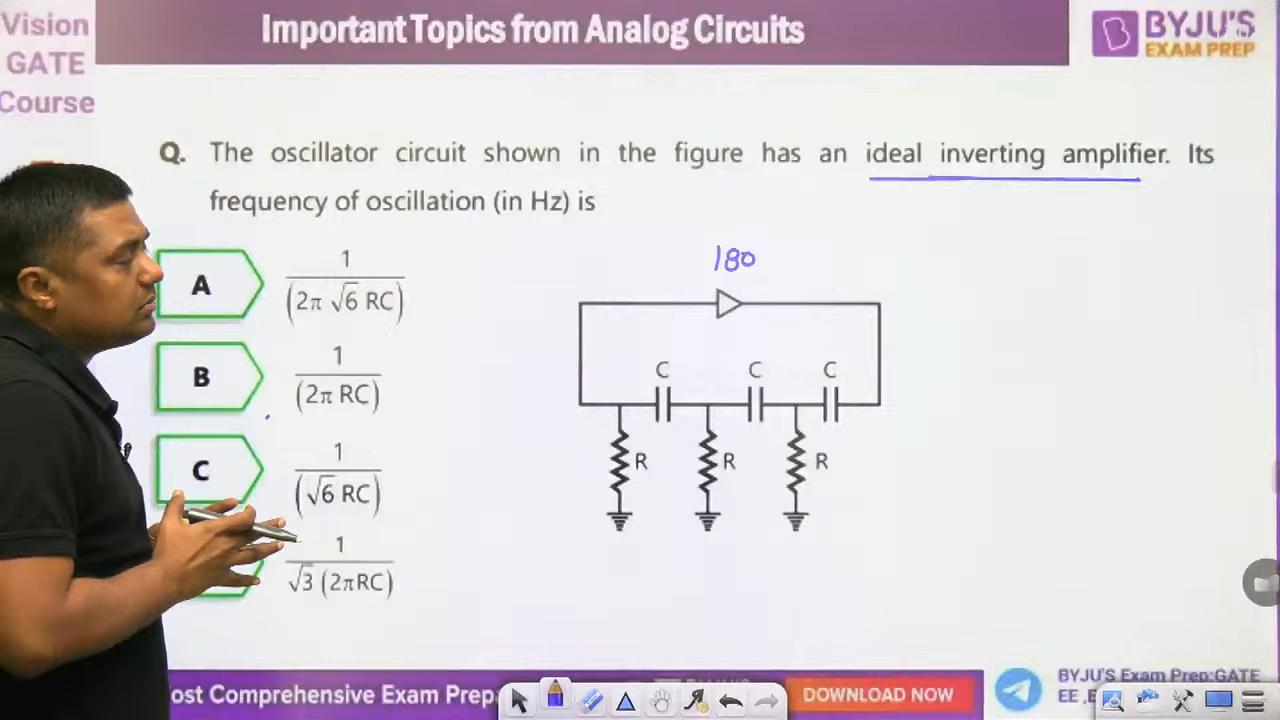 Vision
GATE
Course
Important Topics from Analog Circuits
BYJU'S
EXAM PREP
Q. The oscillator circuit shown in the figure has an ideal inverting amplifier. Its
frequency of oscillation (in Hz) is
A 1/(2π √6 RC)
B 1/(2π RC)
C 1/(√6 RC)
1/√3 (2πRC)
180
C C C
R R R
ost Comprehensive Exam Prep
DOWNLOAD NOW
BYJU'S Exam Prep:GATE
EE